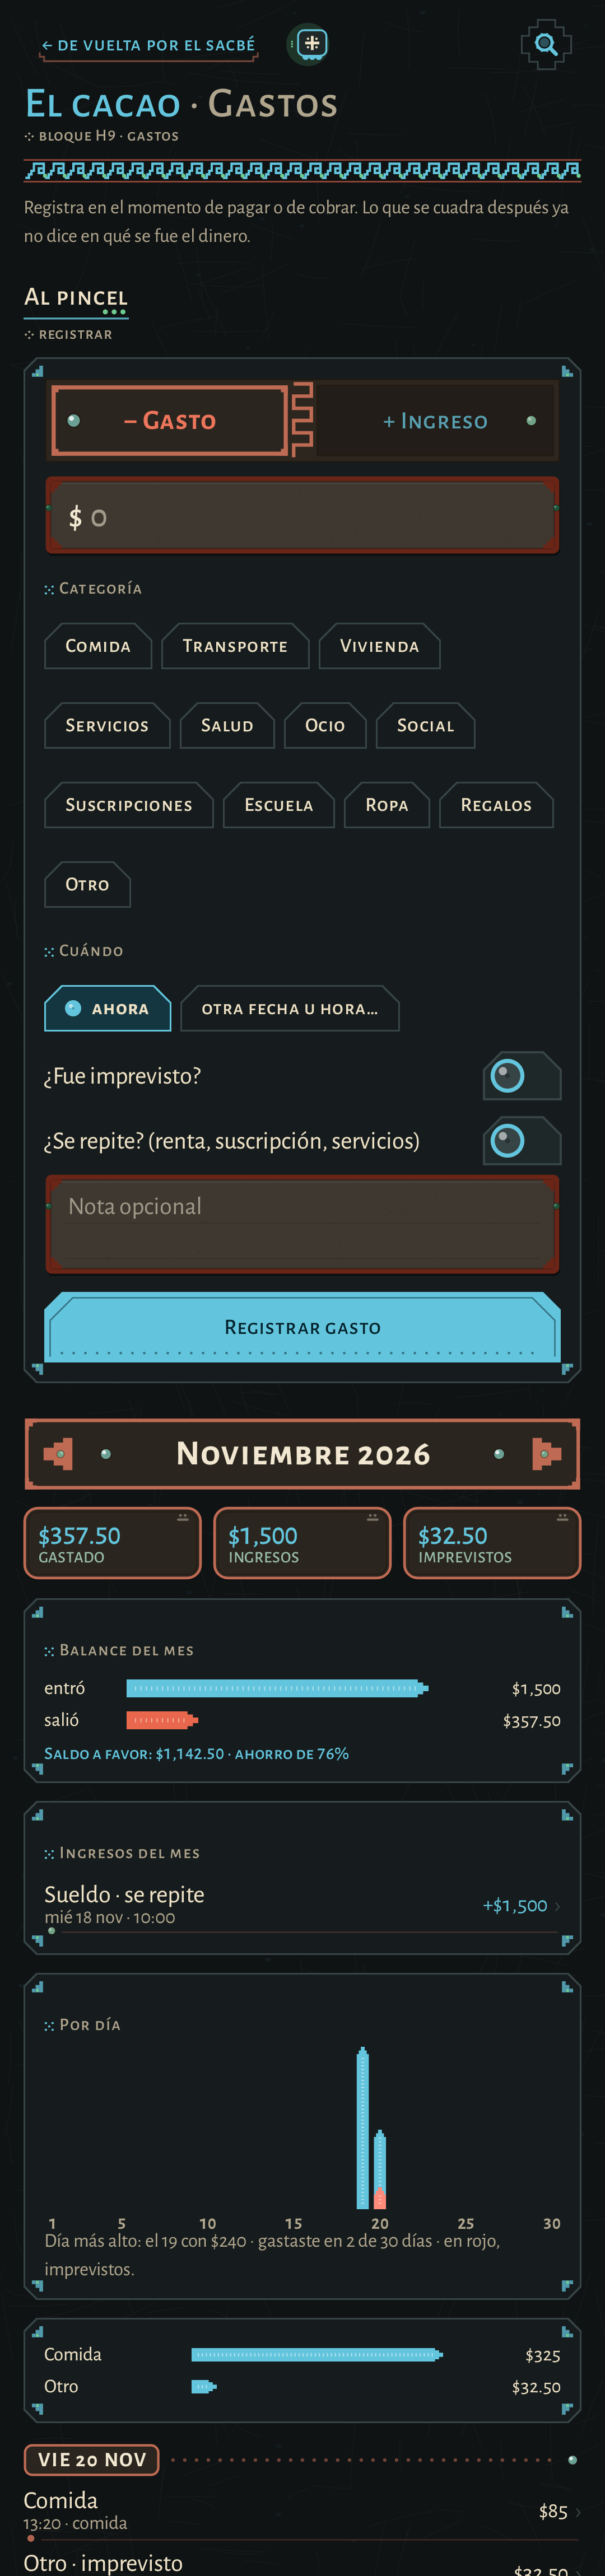 ← DE VUELTA POR EL SACBÉ
EL CACAO · GASTOS
BLOQUE H9 · GASTOS
Registra en el momento de pagar o de cobrar. Lo que se cuadra después ya
no dice en qué se fue el dinero.
AL PINCEL
REGISTRAR
– GASTO
+ INGRESO
$ 0
CATEGORÍA
COMIDA TRANSPORTE VIVIENDA
SERVICIOS SALUD OCIO SOCIAL
SUSCRIPCIONES ESCUELA ROPA REGALOS
OTRO
CUÁNDO
AHORA OTRA FECHA U HORA...
¿Fue imprevisto?
¿Se repite? (renta, suscripción, servicios)
Nota opcional
REGISTRAR GASTO
NOVIEMBRE 2026
$357.50 $1,500 $32.50
GASTADO INGRESOS IMPREVISTOS
BALANCE DEL MES
entró $1,500
salió $357.50
SALDO A FAVOR: $1,142.50 · AHORRO DE 76%
INGRESOS DEL MES
Sueldo · se repite
+$1,500 ›
mié 18 nov · 10:00
POR DÍA
1 5 10 15 20 25 30
Día más alto: el 19 con $240 · gastaste en 2 de 30 días · en rojo,
imprevistos.
Comida $325
Otro $32.50
VIE 20 NOV
Comida
$85 ›
13:20 · comida
Otro · imprevisto
$32.50 ›